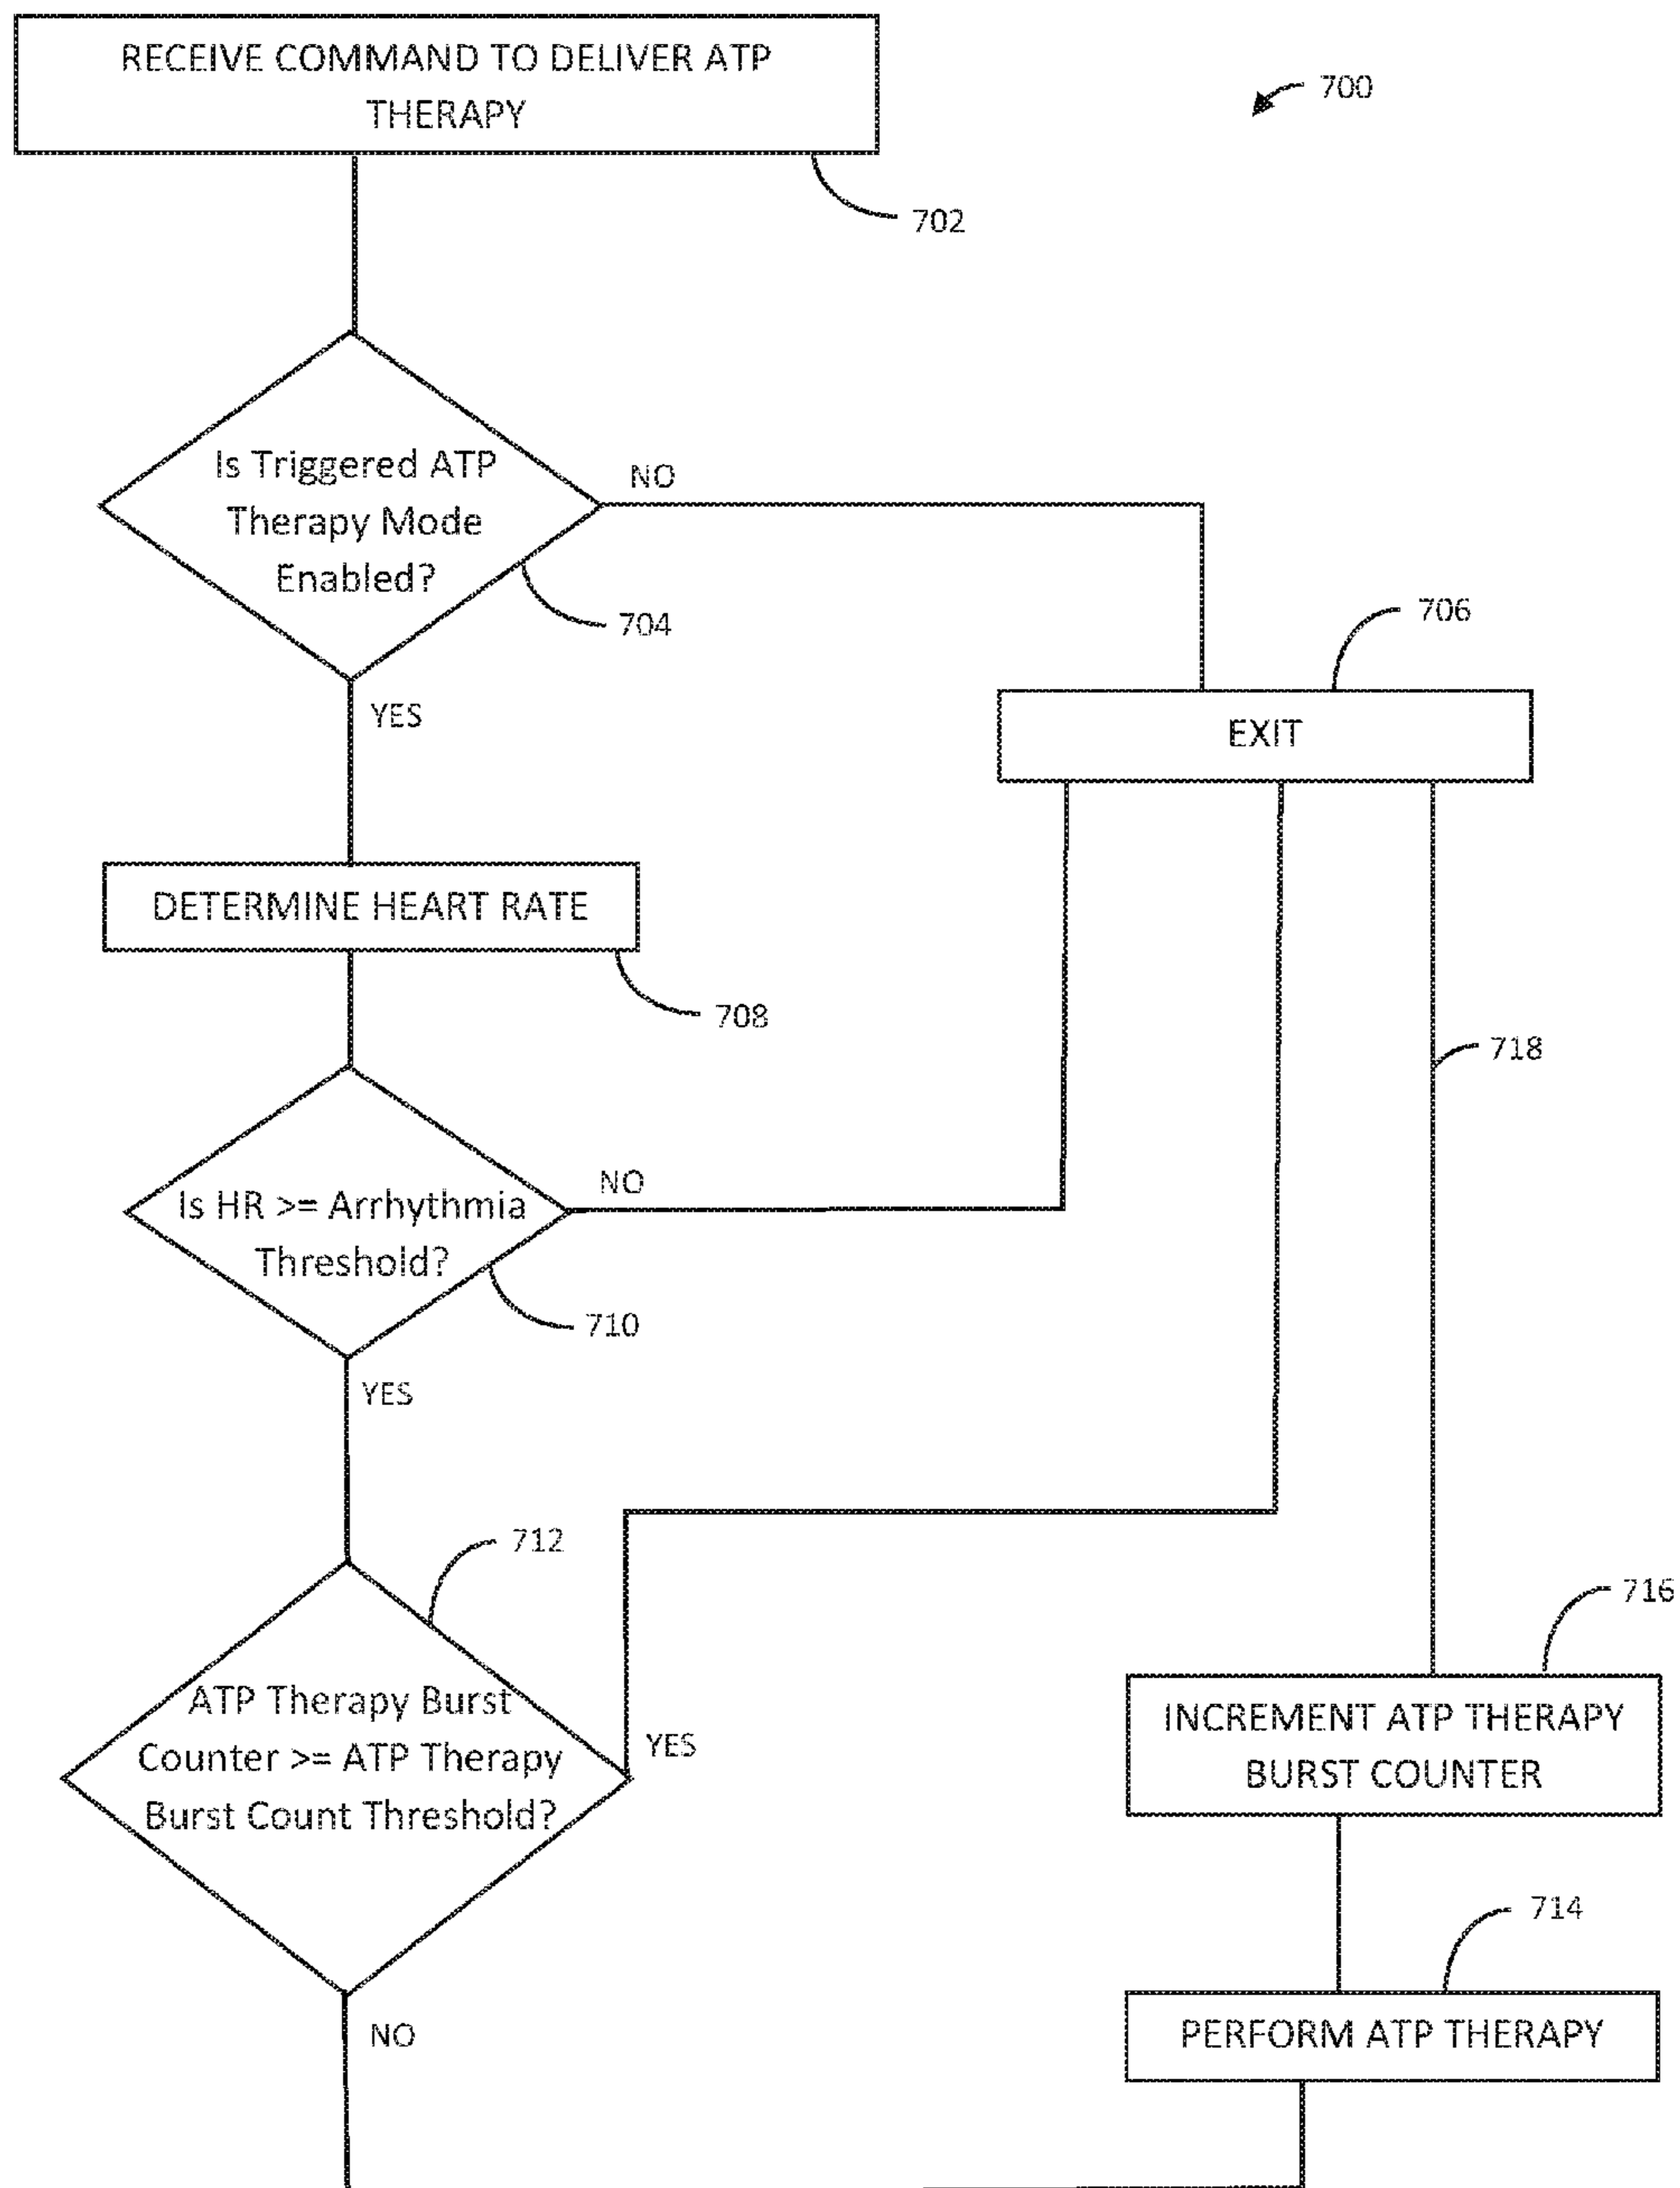 RECEIVE COMMAND TO DELIVER ATP
THERAPY
700
702
Is Triggered ATP
Therapy Mode
Enabled?
NO
704
706
YES
EXIT
DETERMINE HEART RATE
708
718
Is HR >= Arrhythmia
Threshold?
NO
710
YES
712
716
ATP Therapy Burst
Counter >= ATP Therapy
Burst Count Threshold?
YES
INCREMENT ATP THERAPY
BURST COUNTER
714
NO
PERFORM ATP THERAPY